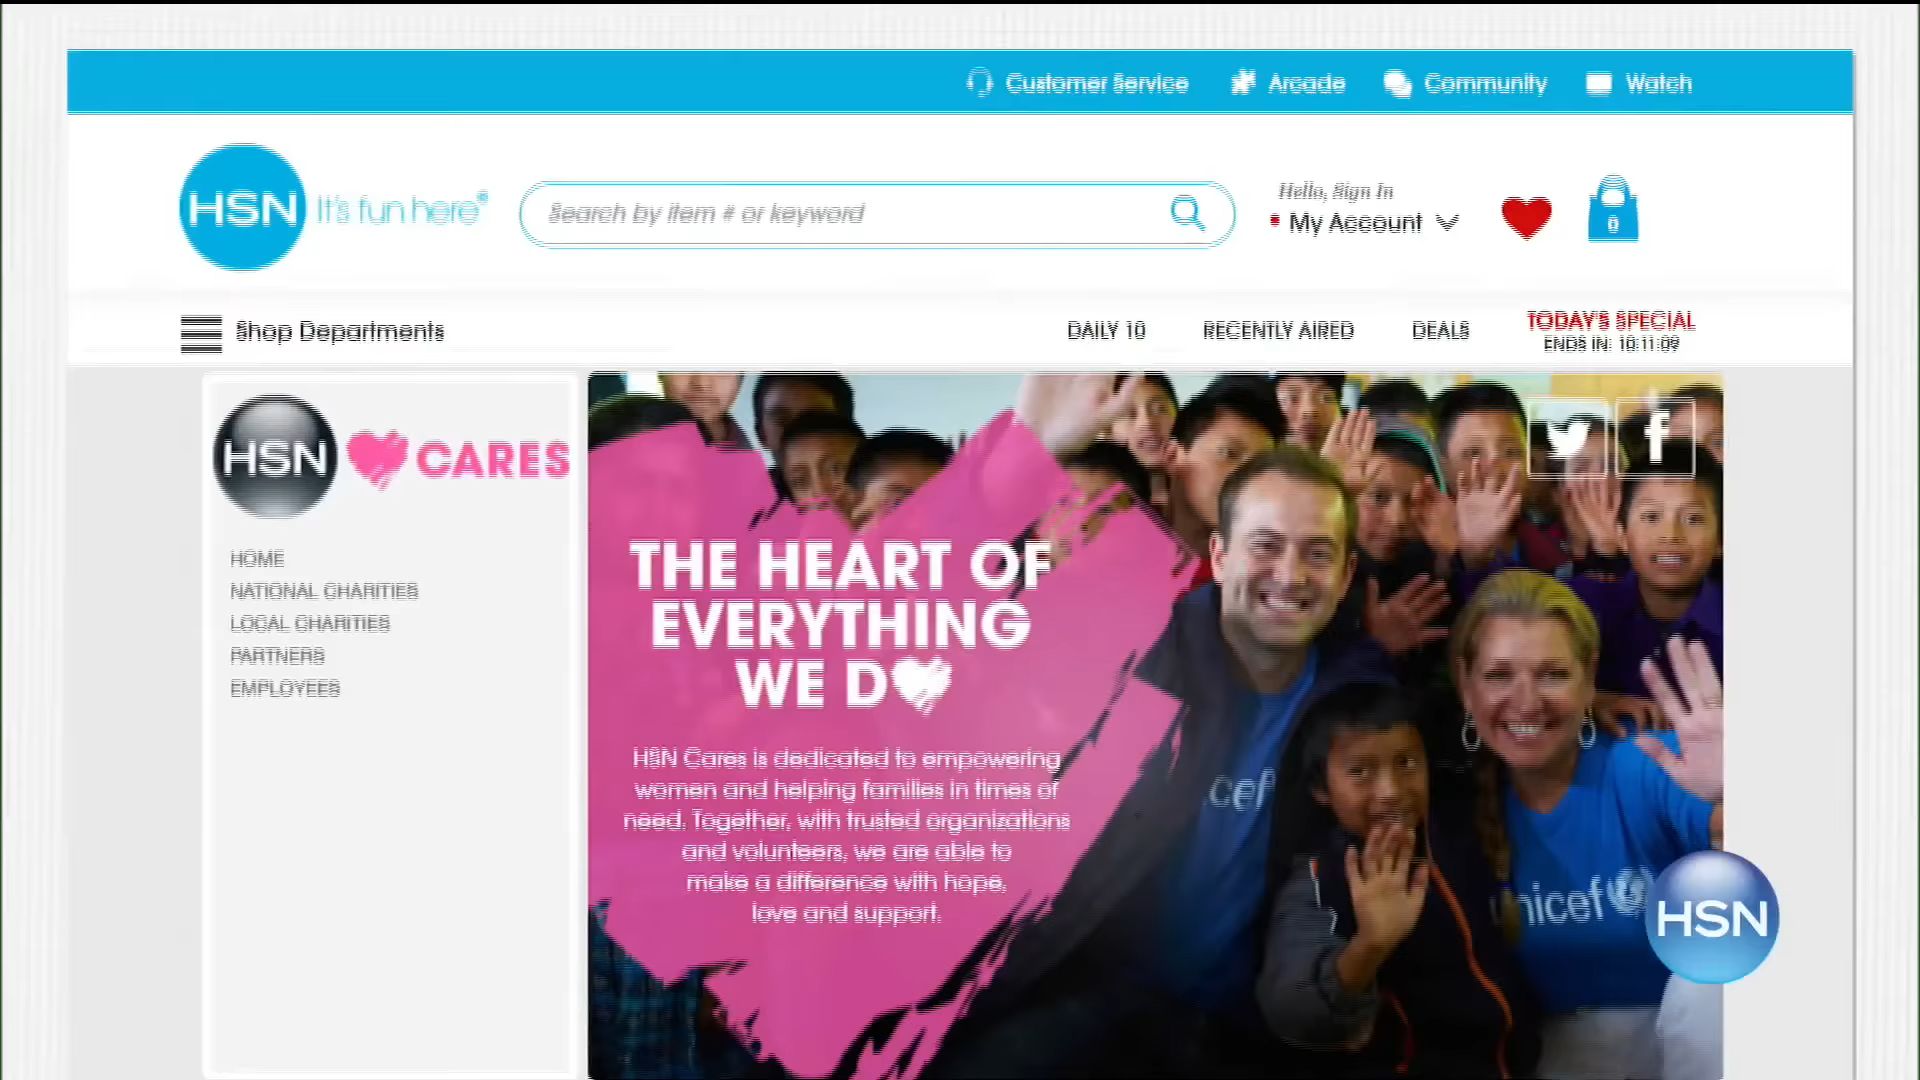 Customer Service Arcade Community Watch
HSN It's fun here®
Search by item # or keyword
Hello, Sign In
My Account
0
Shop Departments
DAILY 10 RECENTLY AIRED DEALS
TODAY'S SPECIAL
ENDS IN: 10:11:09
HSN CARES
HOME
NATIONAL CHARITIES
LOCAL CHARITIES
PARTNERS
EMPLOYEES
THE HEART OF
EVERYTHING
WE DO
HSN Cares is dedicated to empowering
women and helping families in times of
need. Together, with trusted organizations
and volunteers, we are able to
make a difference with hope,
love and support.
f
icef
unicef
HSN